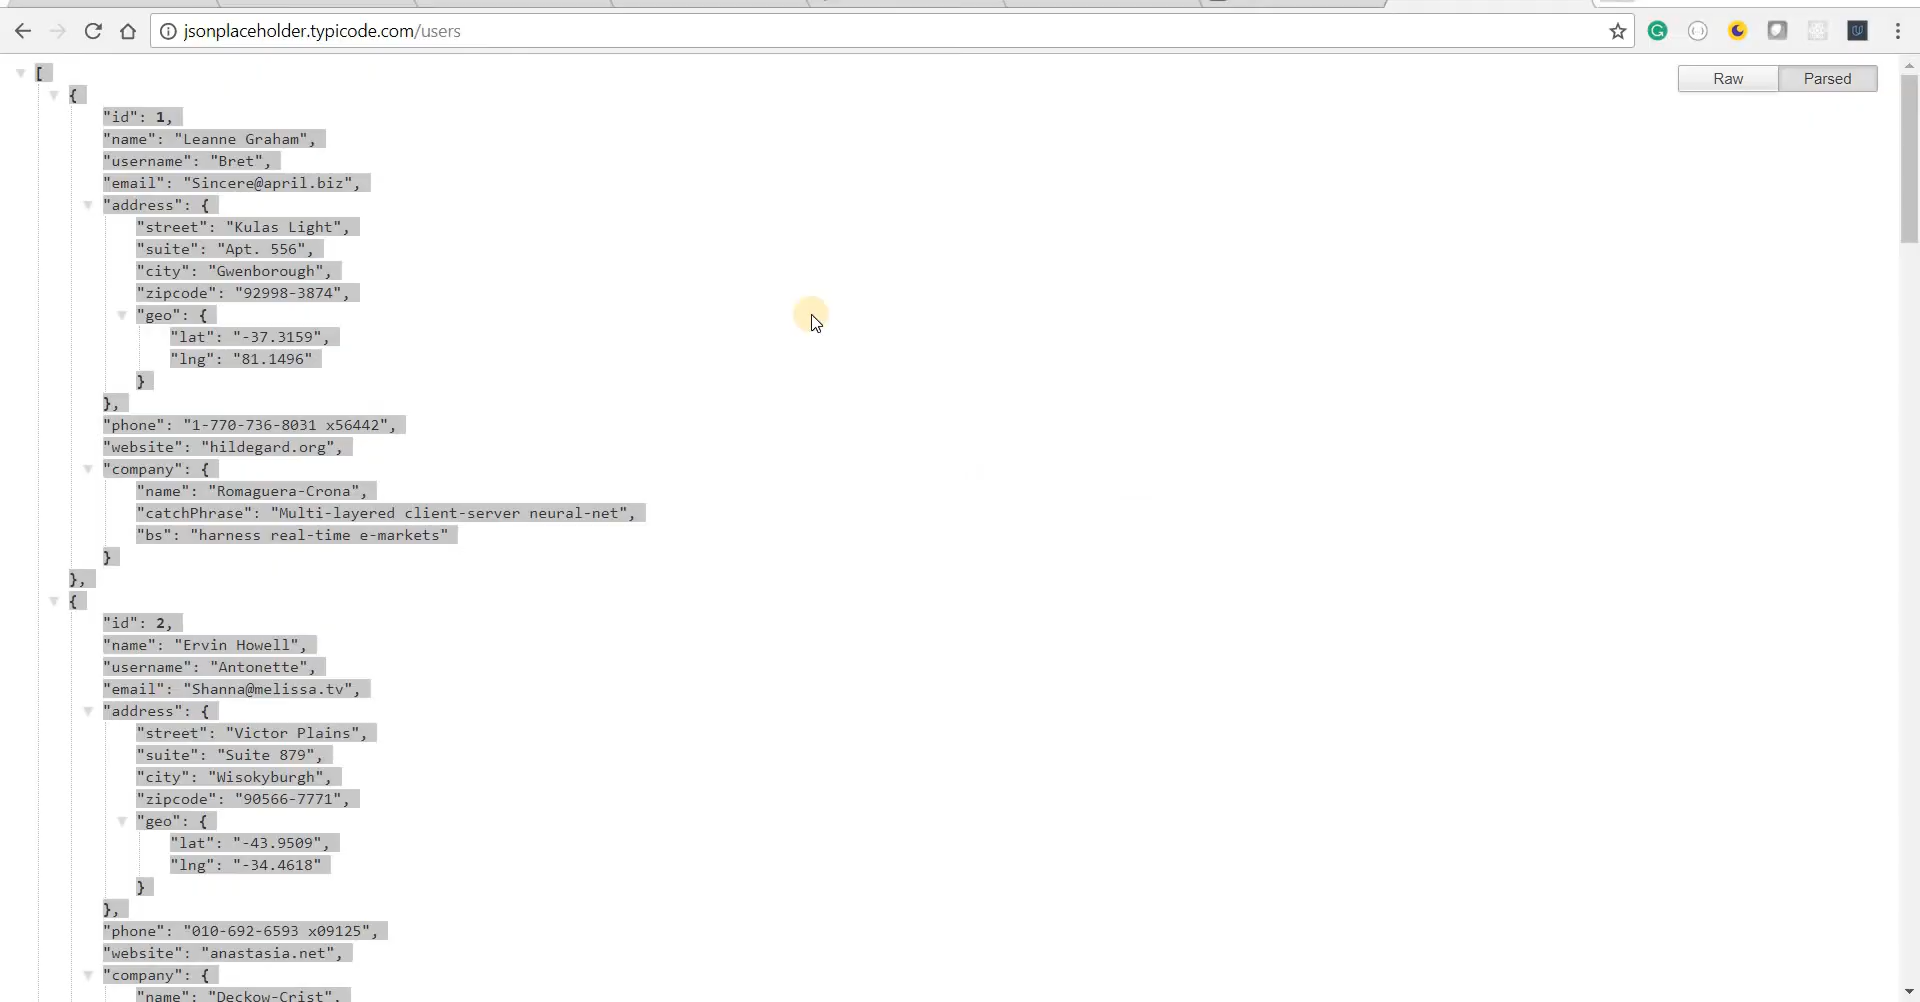 jsonplaceholder.typicode.com/users
Raw
Parsed
[
{
"id": 1,
"name": "Leanne Graham",
"username": "Bret",
"email": "Sincere@april.biz",
"address": {
"street": "Kulas Light",
"suite": "Apt. 556",
"city": "Gwenborough",
"zipcode": "92998-3874",
"geo": {
"lat": "-37.3159",
"lng": "81.1496"
}
},
"phone": "1-770-736-8031 x56442",
"website": "hildegard.org",
"company": {
"name": "Romaguera-Crona",
"catchPhrase": "Multi-layered client-server neural-net",
"bs": "harness real-time e-markets"
}
},
{
"id": 2,
"name": "Ervin Howell",
"username": "Antonette",
"email": "Shanna@melissa.tv",
"address": {
"street": "Victor Plains",
"suite": "Suite 879",
"city": "Wisokyburgh",
"zipcode": "90566-7771",
"geo": {
"lat": "-43.9509",
"lng": "-34.4618"
}
},
"phone": "010-692-6593 x09125",
"website": "anastasia.net",
"company": {
"name": "Deckow-Crist",